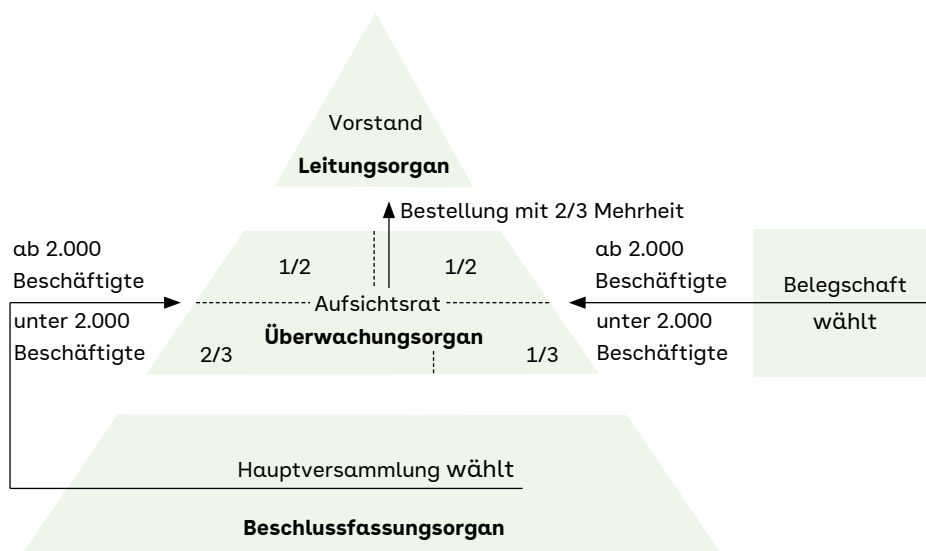 Vorstand
Leitungsorgan
Bestellung mit 2/3 Mehrheit
ab 2.000
Beschäftigte
unter 2.000
Beschäftigte
1/2
1/2
Aufsichtsrat
Überwachungsorgan
2/3
1/3
ab 2.000
Beschäftigte
unter 2.000
Beschäftigte
Belegschaft
wählt
Hauptversammlung wählt
Beschlussfassungsorgan